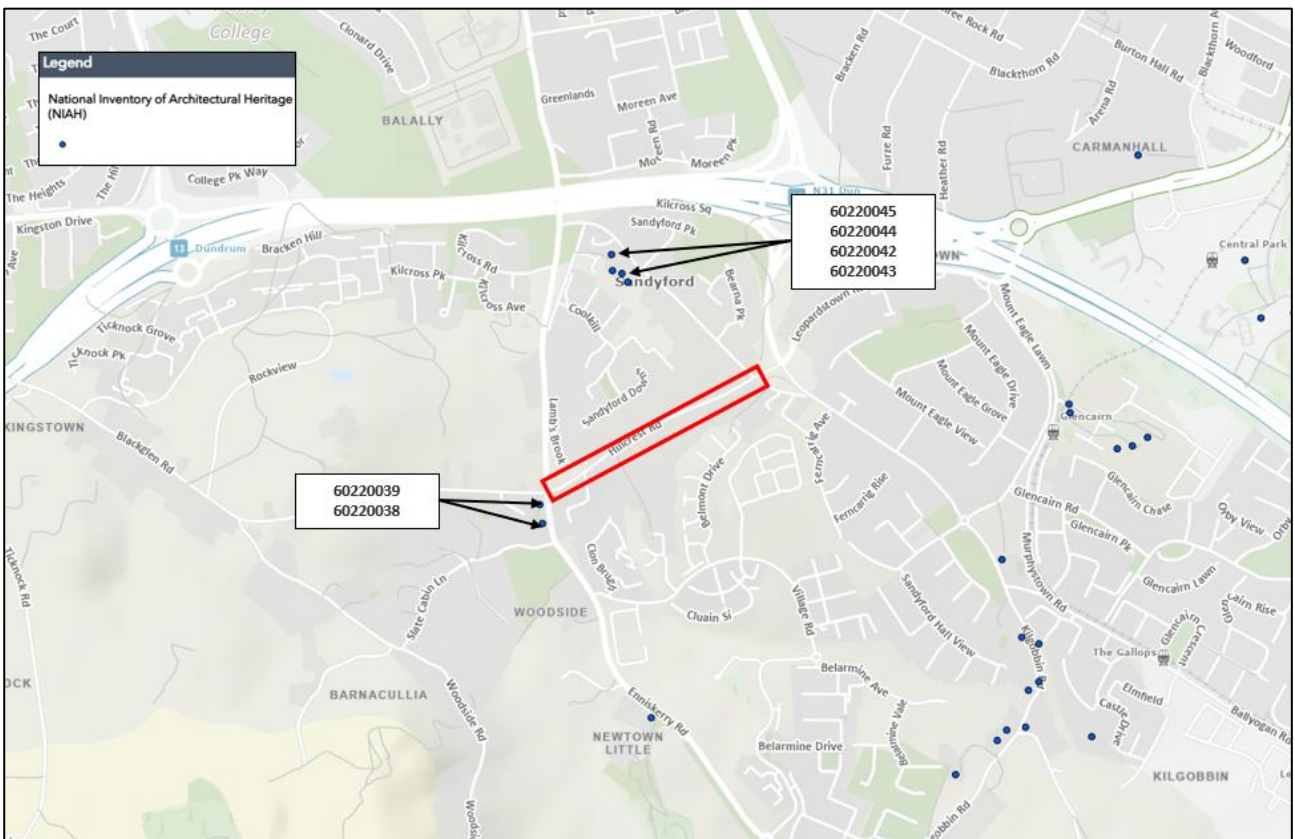 The Court
College
Clonard Drive
Three Rock Rd
Bracken Rd
Blackthorn Rd
Burton Hall Rd
Woodford
Legend
National Inventory of Architectural Heritage
(NIAH)
Greenlands
Moreen Ave
Moreen Rd
Moreen Pk
BALALLY
Arena Rd
CARMANHALL
Furze Rd
Heather Rd
College Pk Way
The Heights
Kingston Drive
13 Dundrum
Bracken Hill
Kilcross Sq
N31 Dun
Sandyford Pk
60220045
60220044
60220042
60220043
Central Park
Kilcross Rd
Kilcross Pk
Kilcross Ave
Sandyford
Bearna Pk
Coolkill
Leopardstown
Mount Eagle Lawn
Mount Eagle Drive
Mount Eagle Grove
Mount Eagle View
Ticknock Grove
Ticknock Pk
Rockview
Sandyford Downs
Lamb's Brook
Hillcrest Rd
Glencairn
KINGSTOWN
Blackglen Rd
Ferncarrig Ave
Ferncarrig Rise
Belmont Drive
60220039
60220038
Glencairn Rd
Glencairn Chase
Orby View
Orby
Glencairn Pk
Glencairn Lawn
Murphystown Rd
Ticknock Rd
Slate Cabin Ln
WOODSIDE
Clon Brugh
Cluain Si
Village Rd
Sandyford Hall View
Kilgobbin Rd
The Gallops
Glencairn Crescent
BARNACULLIA
Woodside Rd
Enniskerry Rd
NEWTOWN
LITTLE
Belarmine Ave
Belarmine Vale
Belarmine Drive
Elmfield
Castle Drive
Ballyogan Rd
KILGOBBIN